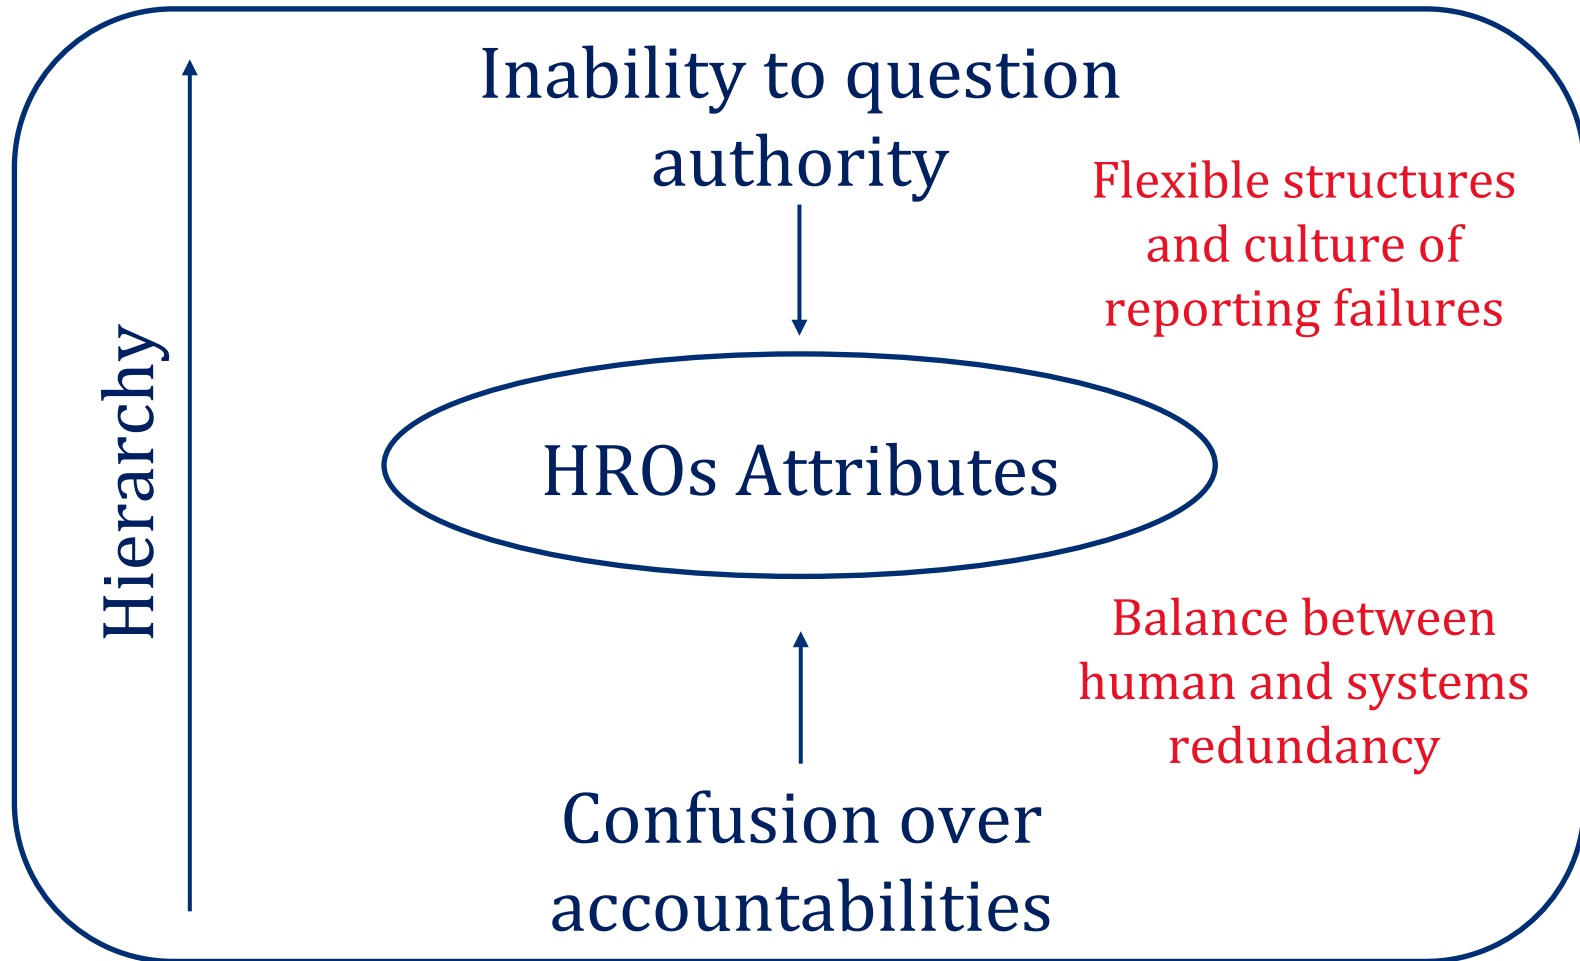 Inability to question
authority
Flexible structures
and culture of
reporting failures
Hierarchy
HROs Attributes
Balance between
human and systems
redundancy
Confusion over
accountabilities